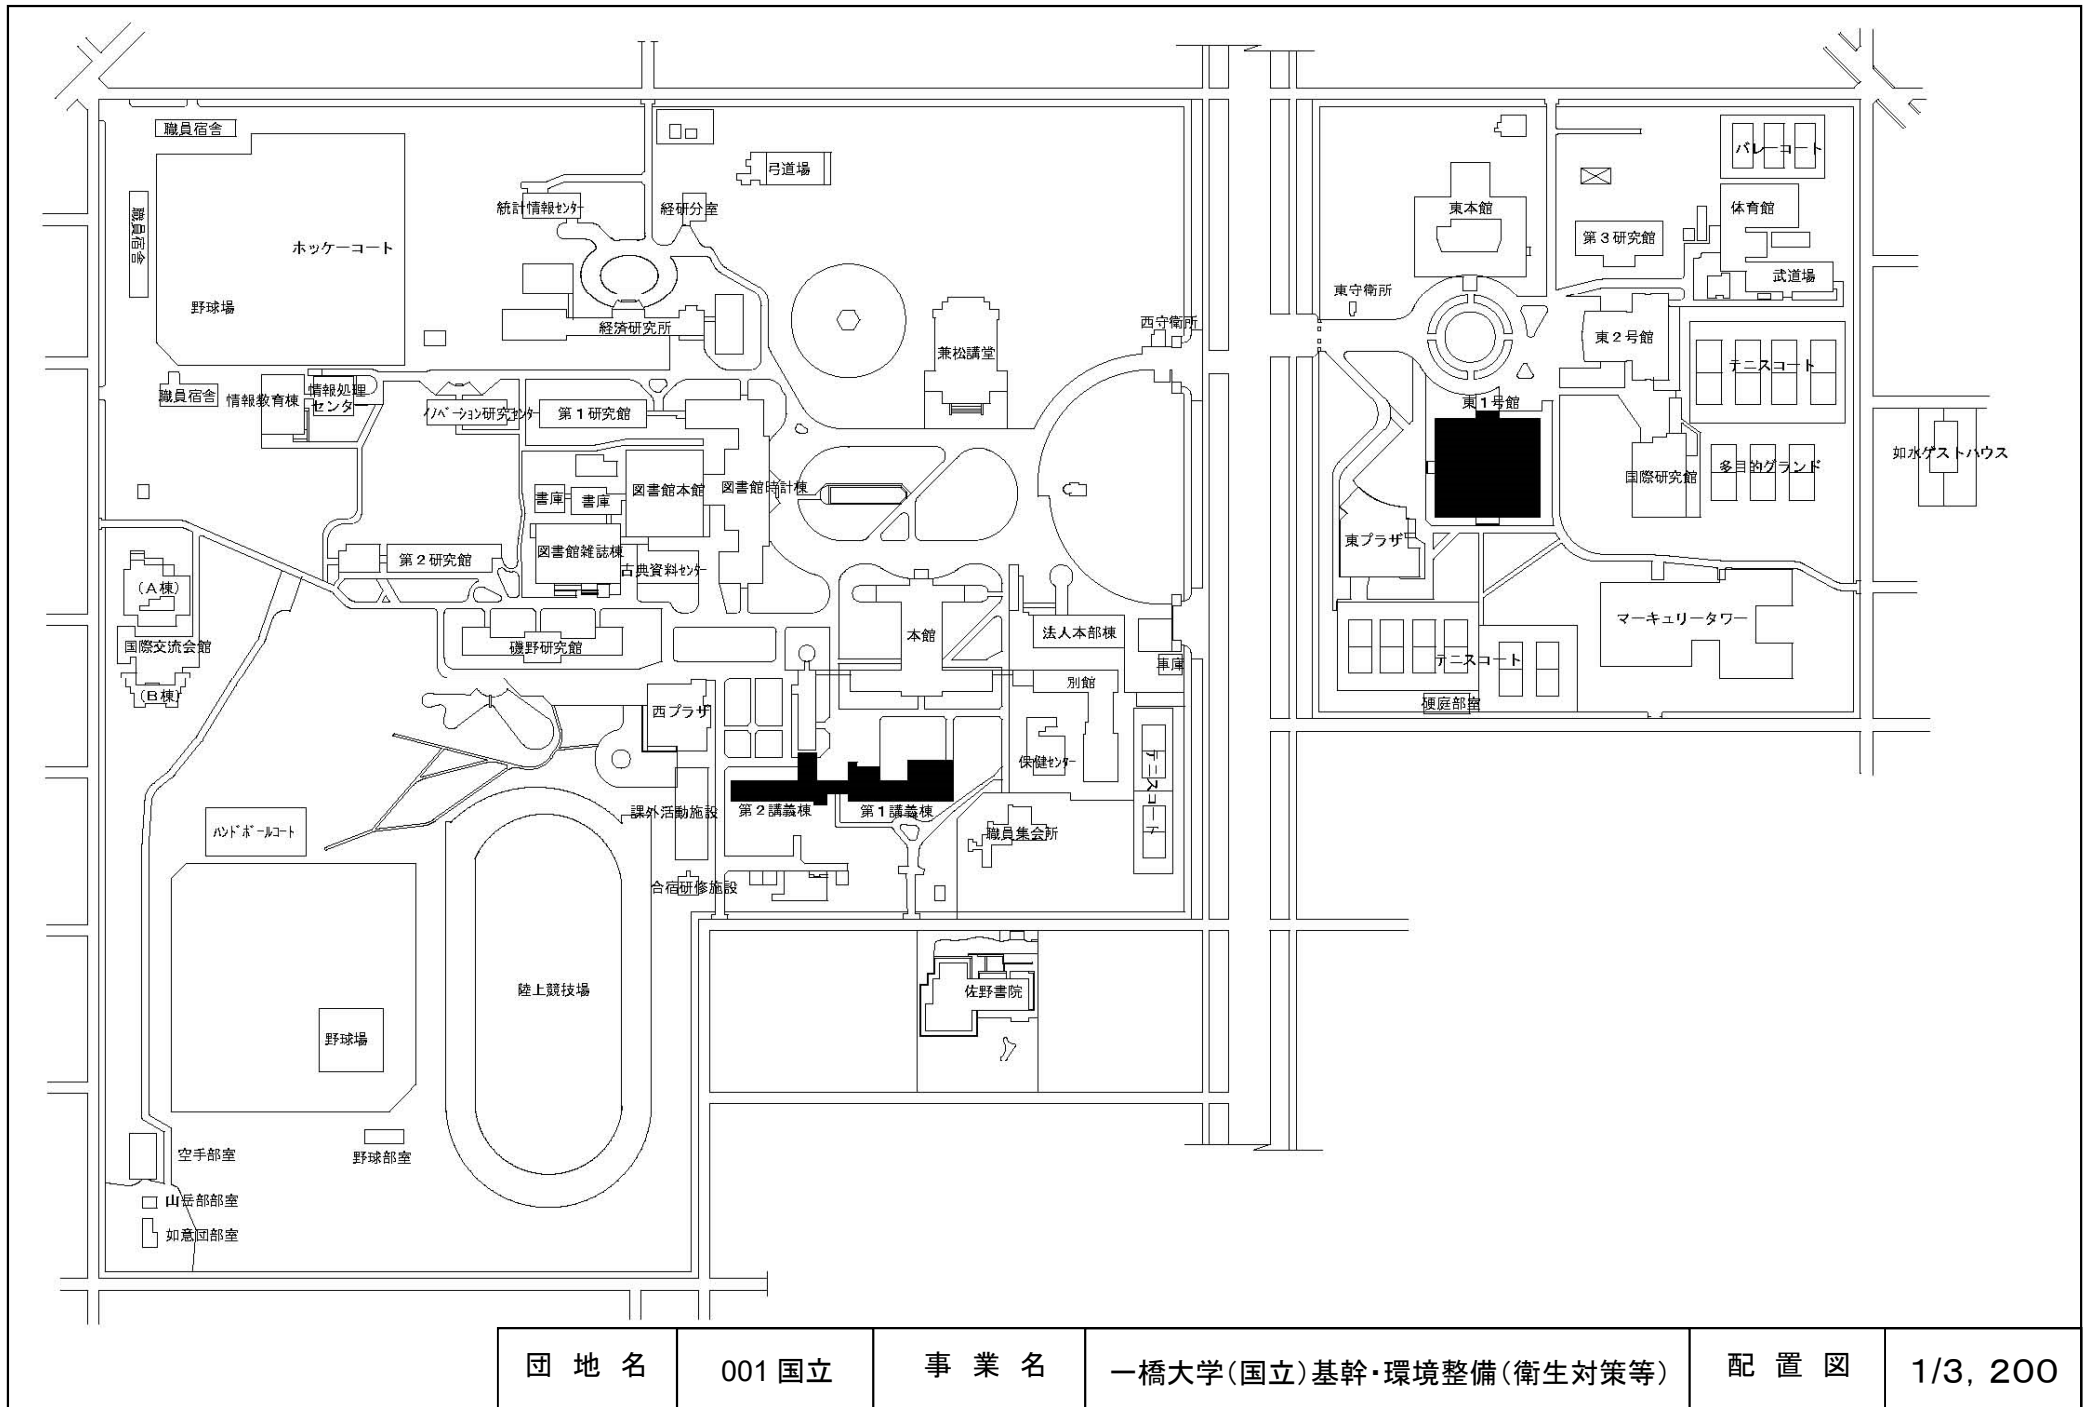 職員宿舎
弓道場
バレーコート
職員宿舎
統計情報センター
経研分室
東本館
体育館
ホッケーコート
第3研究館
武道場
野球場
東守衛所
経済研究所
西守衛所
東2号館
兼松講堂
テニスコート
職員宿舎
情報教育棟
情報処理
センタ
イノベーション研究センター
第1研究館
東1号館
如水ゲストハウス
書庫
書庫
図書館本館
図書館時計棟
国際研究館
多目的グランド
東プラザ
第2研究館
図書館雑誌棟
古典資料センター
(A棟)
マーキュリータワー
本館
法人本部棟
国際交流会館
磯野研究館
車庫
テニスコート
(B棟)
別館
硬庭部室
西プラザ
保健センター
テニスコート
課外活動施設
第2講義棟
第1講義棟
ハンドボールコート
職員集会所
合宿研修施設
陸上競技場
佐野書院
野球場
空手部室
野球部室
山岳部部室
如意団部室
団地名
001 国立
事業名
一橋大学(国立)基幹・環境整備(衛生対策等)
配置図
1/3, 200